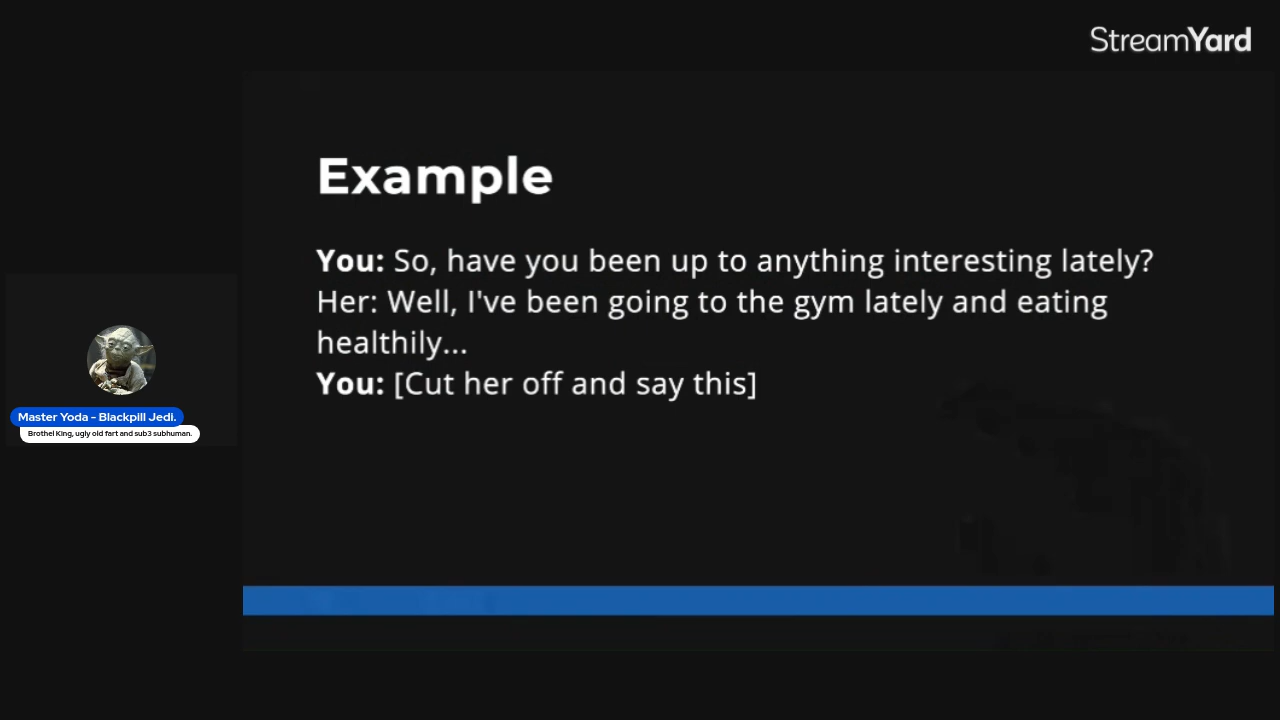 StreamYard
Example
You: So, have you been up to anything interesting lately?
Her: Well, I've been going to the gym lately and eating
healthily...
You: [Cut her off and say this]
Master Yoda - Blackpill Jedi.
Brothel King, ugly old fart and sub3 subhuman.